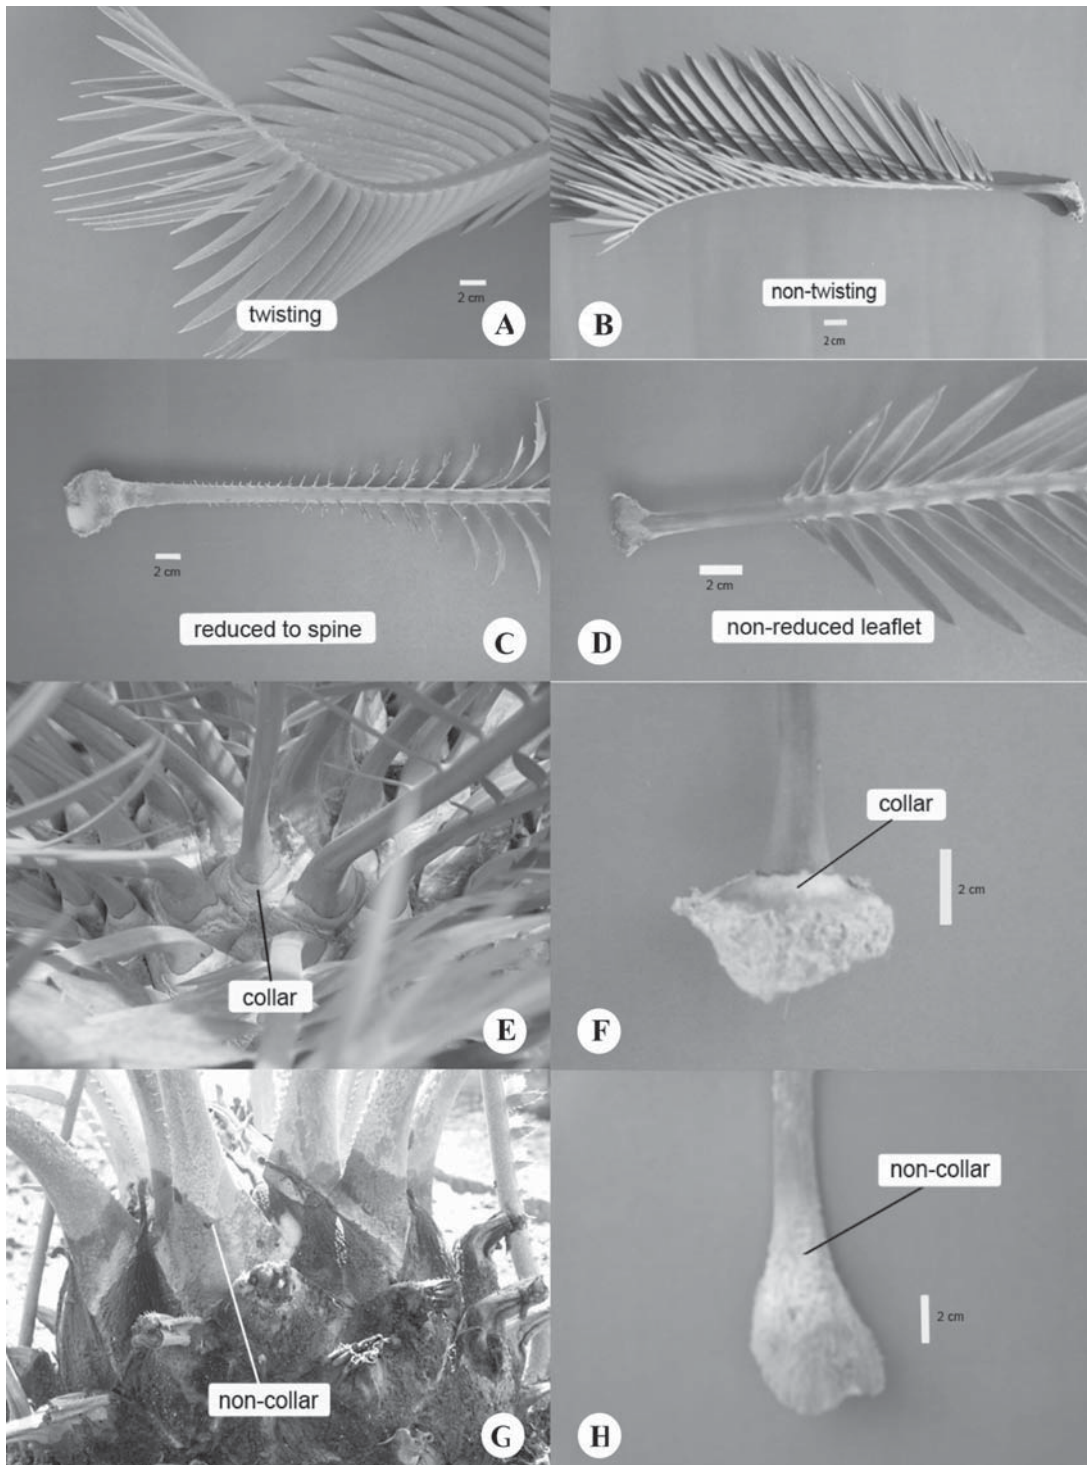 twisting
2 cm
A
non-twisting
2 cm
B
2 cm
reduced to spine
C
2 cm
non-reduced leaflet
D
collar
E
collar
2 cm
F
non-collar
G
non-collar
2 cm
H